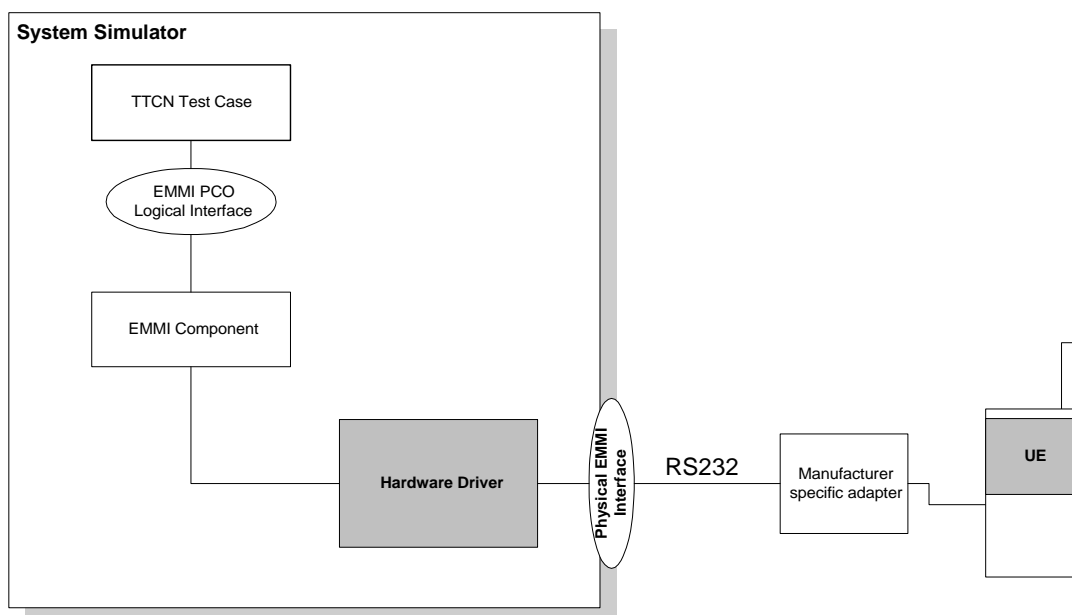 System Simulator
TTCN Test Case
EMMI PCO
Logical Interface
EMMI Component
Hardware Driver
Physical EMMI
Interface
RS232
Manufacturer
specific adapter
UE